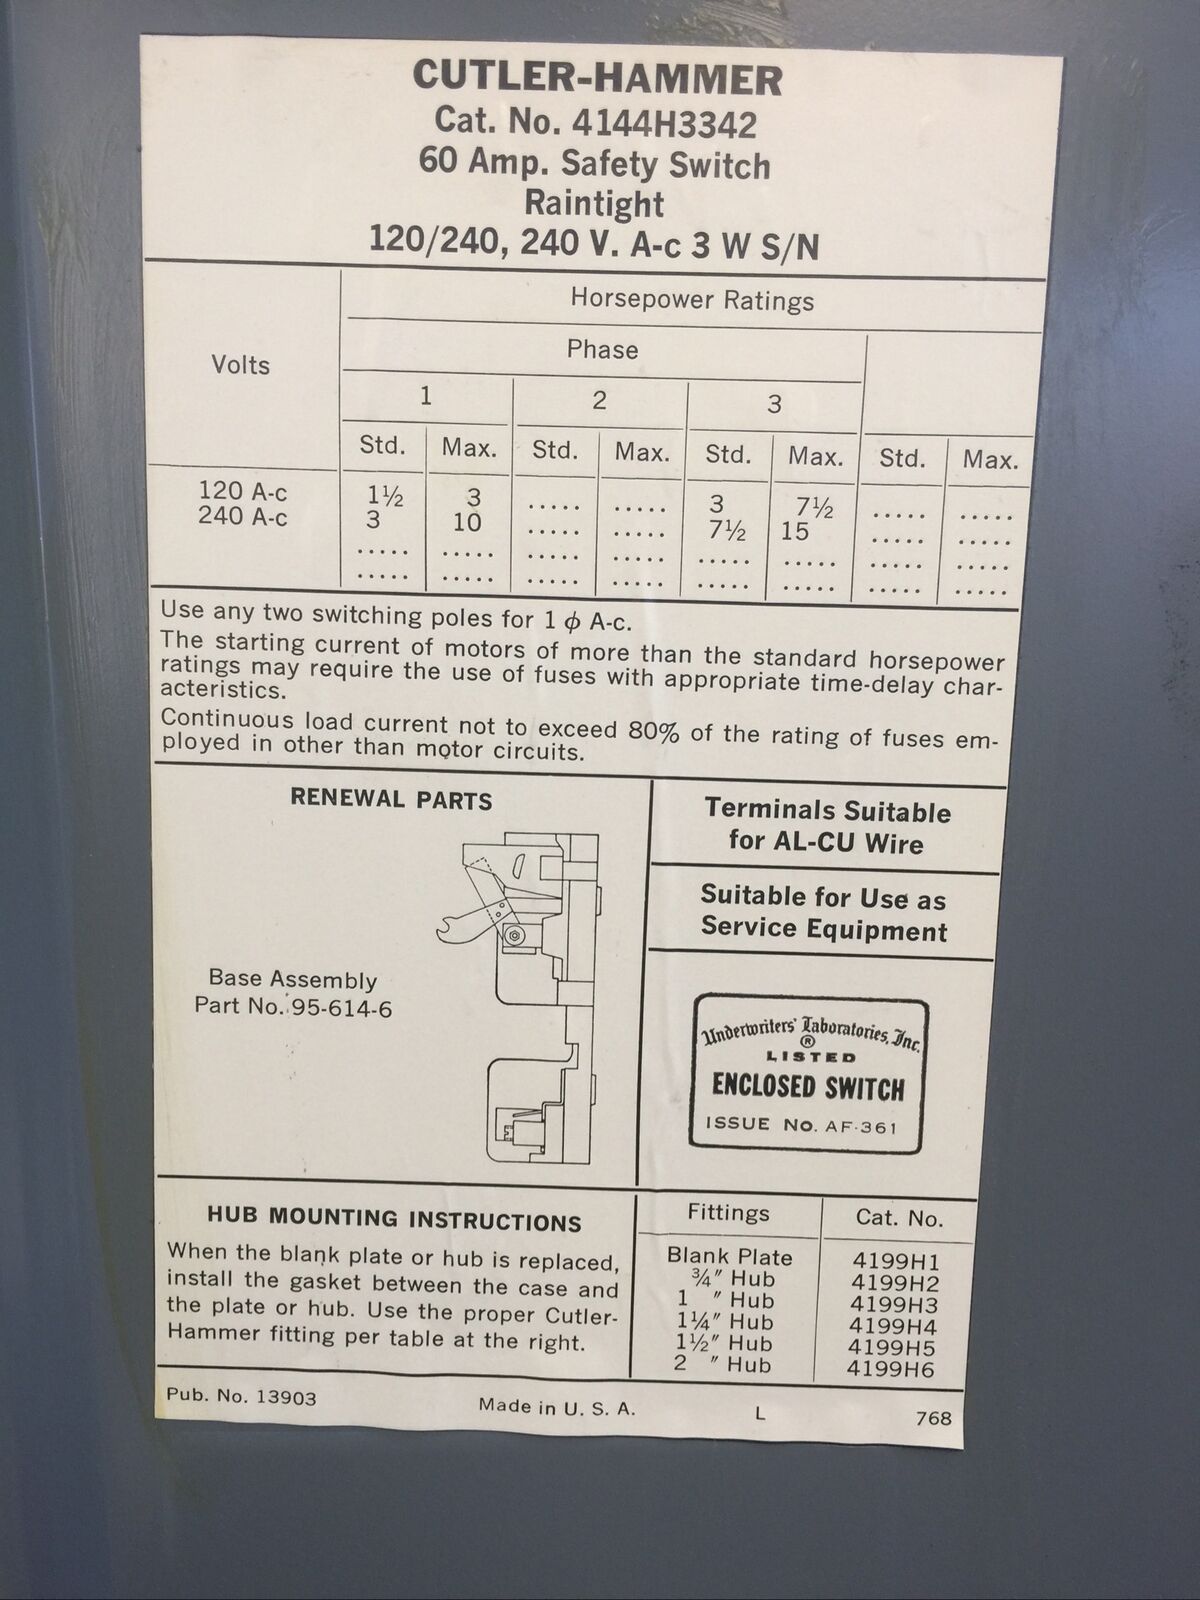 CUTLER-HAMMER
Cat. No. 4144H3342
60 Amp. Safety Switch
Raintight
120/240, 240 V. A-c 3 W S/N
Horsepower Ratings
Volts
Phase
1 2 3
Std. Max. Std. Max. Std. Max. Std. Max.
120 A-c 1½ 3 ..... ..... 3 7½ ..... .....
240 A-c 3 10 ..... ..... 7½ 15 ..... .....
..... ..... ..... ..... ..... ..... ..... .....
..... ..... ..... ..... ..... ..... ..... .....
Use any two switching poles for 1 ϕ A-c.
The starting current of motors of more than the standard horsepower
ratings may require the use of fuses with appropriate time-delay char-
acteristics.
Continuous load current not to exceed 80% of the rating of fuses em-
ployed in other than motor circuits.
RENEWAL PARTS
Base Assembly
Part No. 95-614-6
Terminals Suitable
for AL-CU Wire
Suitable for Use as
Service Equipment
Underwriters' Laboratories, Inc.
®
LISTED
ENCLOSED SWITCH
ISSUE No. AF-361
HUB MOUNTING INSTRUCTIONS
When the blank plate or hub is replaced,
install the gasket between the case and
the plate or hub. Use the proper Cutler-
Hammer fitting per table at the right.
Fittings Cat. No.
Blank Plate 4199H1
¾" Hub 4199H2
1 " Hub 4199H3
1¼" Hub 4199H4
1½" Hub 4199H5
2 " Hub 4199H6
Pub. No. 13903 Made in U. S. A. L 768